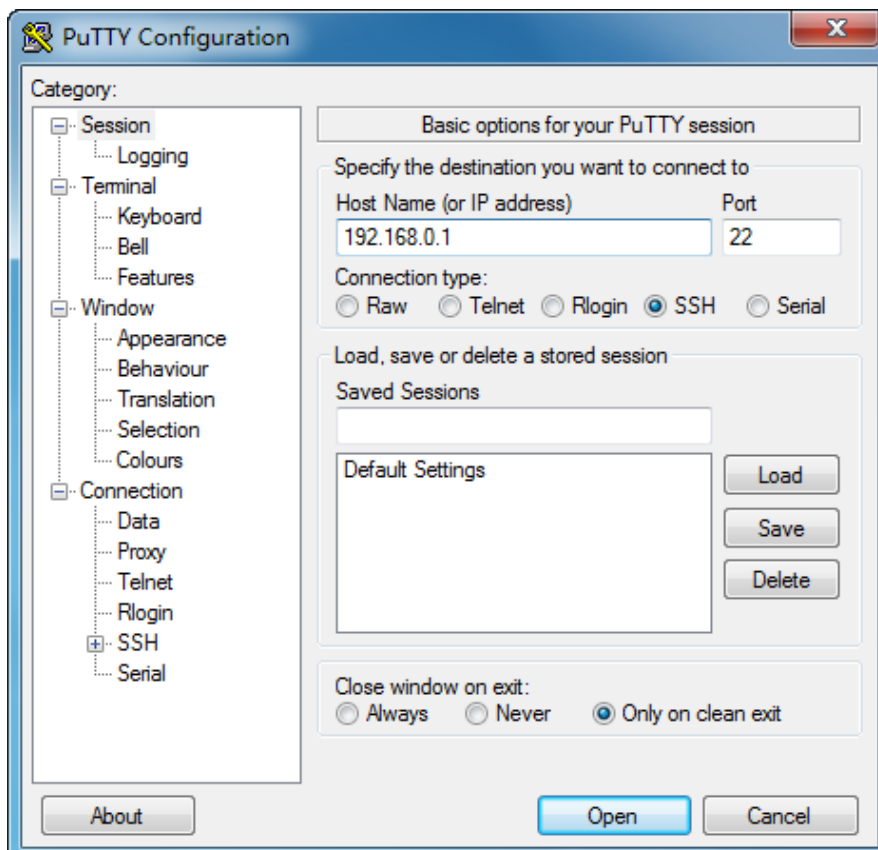 PuTTY Configuration
Category:
Session
Logging
Terminal
Keyboard
Bell
Features
Window
Appearance
Behaviour
Translation
Selection
Colours
Connection
Data
Proxy
Telnet
Rlogin
SSH
Serial
Basic options for your PuTTY session
Specify the destination you want to connect to
Host Name (or IP address) Port
192.168.0.1 22
Connection type:
Raw Telnet Rlogin SSH Serial
Load, save or delete a stored session
Saved Sessions
Default Settings
Load
Save
Delete
Close window on exit:
Always Never Only on clean exit
About Open Cancel